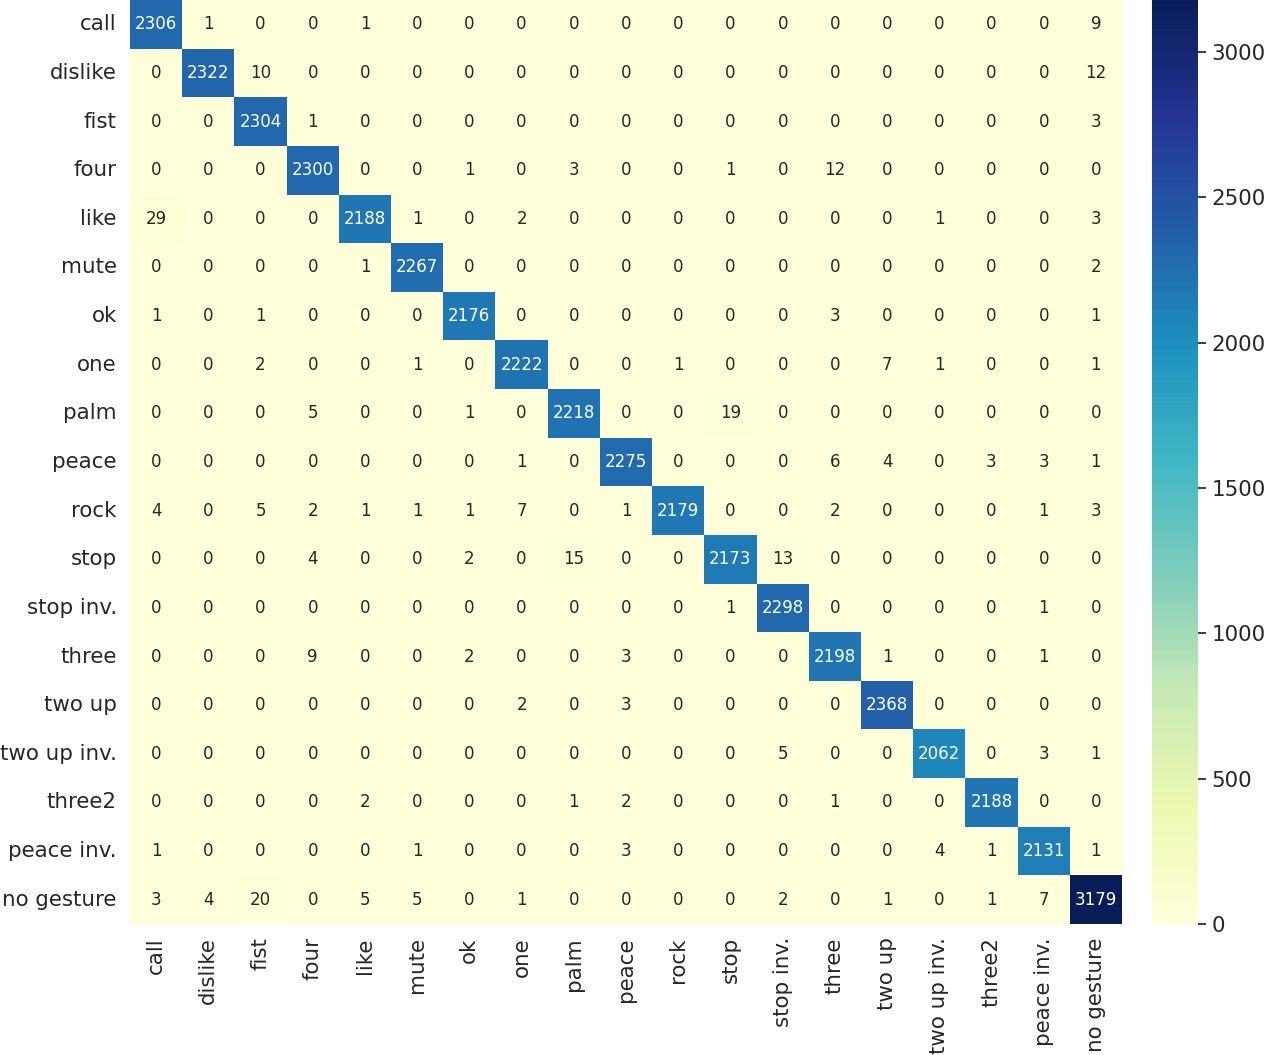 call 2306 1 0 0 1 0 0 0 0 0 0 0 0 0 0 0 0 0 9
dislike 0 2322 10 0 0 0 0 0 0 0 0 0 0 0 0 0 0 0 12
fist 0 0 2304 1 0 0 0 0 0 0 0 0 0 0 0 0 0 0 3
four 0 0 0 2300 0 0 1 0 3 0 0 1 0 12 0 0 0 0 0
like 29 0 0 0 2188 1 0 2 0 0 0 0 0 0 0 1 0 0 3
mute 0 0 0 0 1 2267 0 0 0 0 0 0 0 0 0 0 0 0 2
ok 1 0 1 0 0 0 2176 0 0 0 0 0 0 3 0 0 0 0 1
one 0 0 2 0 0 1 0 2222 0 0 1 0 0 0 7 1 0 0 1
palm 0 0 0 5 0 0 1 0 2218 0 0 19 0 0 0 0 0 0 0
peace 0 0 0 0 0 0 0 1 0 2275 0 0 0 6 4 0 3 3 1
rock 4 0 5 2 1 1 1 7 0 1 2179 0 0 2 0 0 0 1 3
stop 0 0 0 4 0 0 2 0 15 0 0 2173 13 0 0 0 0 0 0
stop inv. 0 0 0 0 0 0 0 0 0 0 0 1 2298 0 0 0 0 1 0
three 0 0 0 9 0 0 2 0 0 3 0 0 0 2198 1 0 0 1 0
two up 0 0 0 0 0 0 0 2 0 3 0 0 0 0 2368 0 0 0 0
two up inv. 0 0 0 0 0 0 0 0 0 0 0 0 5 0 0 2062 0 3 1
three2 0 0 0 0 2 0 0 0 1 2 0 0 0 1 0 0 2188 0 0
peace inv. 1 0 0 0 0 1 0 0 0 3 0 0 0 0 0 4 1 2131 1
no gesture 3 4 20 0 5 5 0 1 0 0 0 0 2 0 1 0 1 7 3179
call dislike fist four like mute ok one palm peace rock stop stop inv. three two up two up inv. three2 peace inv. no gesture
3000
2500
2000
1500
1000
500
0